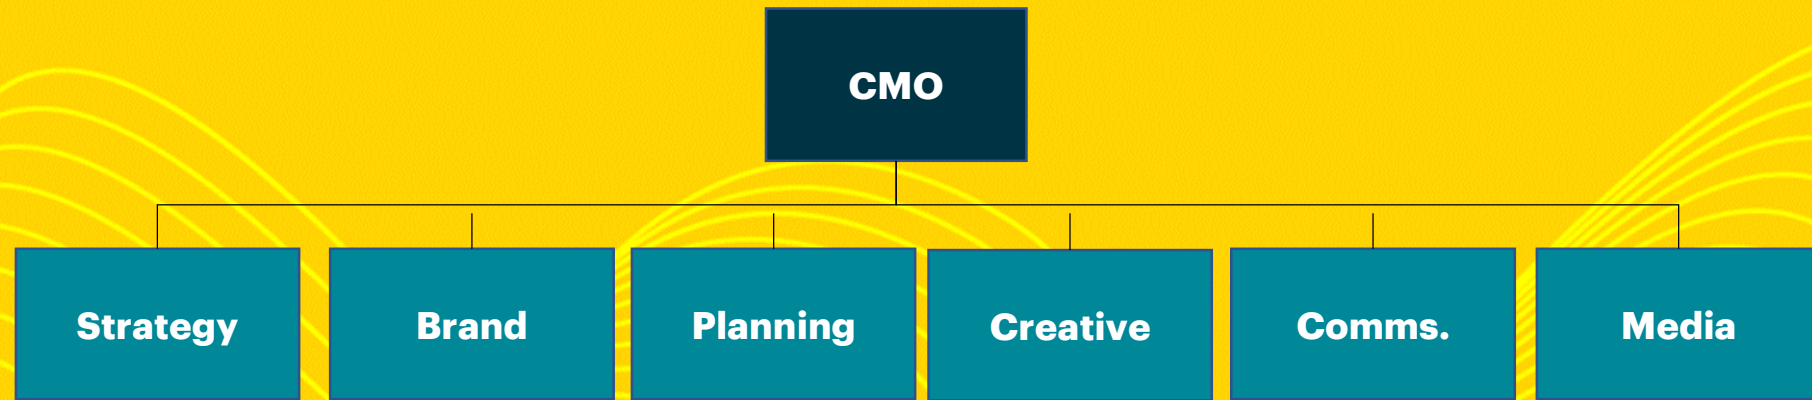 CMO
Strategy
Brand
Planning
Creative
Comms.
Media